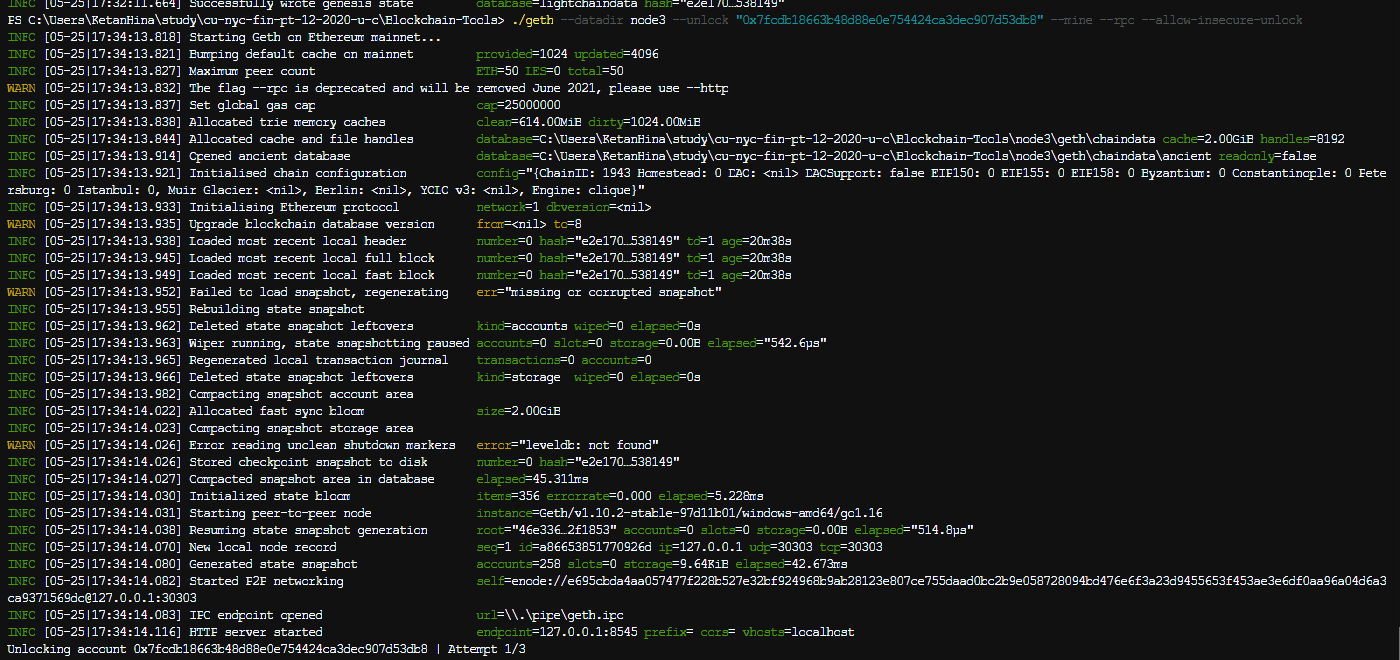 INFO [05-25|17:32:11.664] Successfully wrote genesis state database=lightchaindata hash="e2e170…538149"
PS C:\Users\KetanHina\study\cu-nyc-fin-pt-12-2020-u-c\Blockchain-Tools> ./geth --datadir node3 --unlock "0x7fcdb18663b48d88e0e754424ca3dec907d53db8" --mine --rpc --allow-insecure-unlock
INFO [05-25|17:34:13.818] Starting Geth on Ethereum mainnet...
INFO [05-25|17:34:13.821] Bumping default cache on mainnet provided=1024 updated=4096
INFO [05-25|17:34:13.827] Maximum peer count ETH=50 LES=0 total=50
WARN [05-25|17:34:13.832] The flag --rpc is deprecated and will be removed June 2021, please use --http
INFO [05-25|17:34:13.837] Set global gas cap cap=25000000
INFO [05-25|17:34:13.838] Allocated trie memory caches clean=614.00MiB dirty=1024.00MiB
INFO [05-25|17:34:13.844] Allocated cache and file handles database=C:\Users\KetanHina\study\cu-nyc-fin-pt-12-2020-u-c\Blockchain-Tools\node3\geth\chaindata cache=2.00GiB handles=8192
INFO [05-25|17:34:13.914] Opened ancient database database=C:\Users\KetanHina\study\cu-nyc-fin-pt-12-2020-u-c\Blockchain-Tools\node3\geth\chaindata\ancient readonly=false
INFO [05-25|17:34:13.921] Initialised chain configuration config="{ChainID: 1943 Homestead: 0 DAO: <nil> DAOSupport: false EIP150: 0 EIP155: 0 EIP158: 0 Byzantium: 0 Constantinople: 0 Pete
rsburg: 0 Istanbul: 0, Muir Glacier: <nil>, Berlin: <nil>, YOLO v3: <nil>, Engine: clique}"
INFO [05-25|17:34:13.933] Initialising Ethereum protocol network=1 dbversion=<nil>
WARN [05-25|17:34:13.935] Upgrade blockchain database version from=<nil> to=8
INFO [05-25|17:34:13.938] Loaded most recent local header number=0 hash="e2e170…538149" td=1 age=20m38s
INFO [05-25|17:34:13.945] Loaded most recent local full block number=0 hash="e2e170…538149" td=1 age=20m38s
INFO [05-25|17:34:13.949] Loaded most recent local fast block number=0 hash="e2e170…538149" td=1 age=20m38s
WARN [05-25|17:34:13.952] Failed to load snapshot, regenerating err="missing or corrupted snapshot"
INFO [05-25|17:34:13.955] Rebuilding state snapshot
INFO [05-25|17:34:13.962] Deleted state snapshot leftovers kind=accounts wiped=0 elapsed=0s
INFO [05-25|17:34:13.963] Wiper running, state snapshotting paused accounts=0 slots=0 storage=0.00B elapsed="542.6µs"
INFO [05-25|17:34:13.965] Regenerated local transaction journal transactions=0 accounts=0
INFO [05-25|17:34:13.966] Deleted state snapshot leftovers kind=storage wiped=0 elapsed=0s
INFO [05-25|17:34:13.982] Compacting snapshot account area
INFO [05-25|17:34:14.022] Allocated fast sync bloom size=2.00GiB
INFO [05-25|17:34:14.023] Compacting snapshot storage area
WARN [05-25|17:34:14.026] Error reading unclean shutdown markers error="leveldb: not found"
INFO [05-25|17:34:14.026] Stored checkpoint snapshot to disk number=0 hash="e2e170…538149"
INFO [05-25|17:34:14.027] Compacted snapshot area in database elapsed=45.311ms
INFO [05-25|17:34:14.030] Initialized state bloom items=356 errorrate=0.000 elapsed=5.228ms
INFO [05-25|17:34:14.031] Starting peer-to-peer node instance=Geth/v1.10.2-stable-97d11b01/windows-amd64/go1.16
INFO [05-25|17:34:14.038] Resuming state snapshot generation root="46e336…2f1853" accounts=0 slots=0 storage=0.00B elapsed="514.8µs"
INFO [05-25|17:34:14.070] New local node record seq=1 id=a86653851770926d ip=127.0.0.1 udp=30303 tcp=30303
INFO [05-25|17:34:14.080] Generated state snapshot accounts=258 slots=0 storage=9.64KiB elapsed=42.673ms
INFO [05-25|17:34:14.082] Started P2P networking self=enode://e695cbda4aa057477f228b527e32bf924968b9ab28123e807ce755daad0bc2b9e058728094bd476e6f3a23d9455653f453ae3e6df0aa96a04d6a3
ca9371569dc@127.0.0.1:30303
INFO [05-25|17:34:14.083] IPC endpoint opened url=\\.\pipe\geth.ipc
INFO [05-25|17:34:14.116] HTTP server started endpoint=127.0.0.1:8545 prefix= cors= vhosts=localhost
Unlocking account 0x7fcdb18663b48d88e0e754424ca3dec907d53db8 | Attempt 1/3